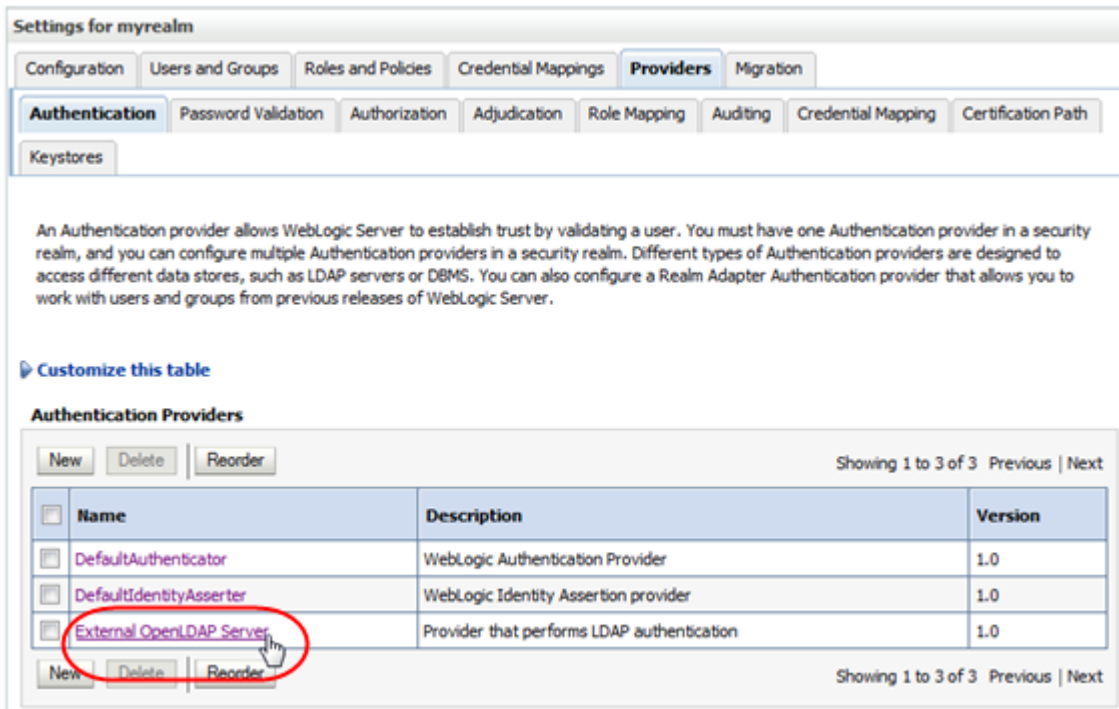 Settings for myrealm
Configuration Users and Groups Roles and Policies Credential Mappings Providers Migration
Authentication Password Validation Authorization Adjudication Role Mapping Auditing Credential Mapping Certification Path
Keystores
An Authentication provider allows WebLogic Server to establish trust by validating a user. You must have one Authentication provider in a security
realm, and you can configure multiple Authentication providers in a security realm. Different types of Authentication providers are designed to
access different data stores, such as LDAP servers or DBMS. You can also configure a Realm Adapter Authentication provider that allows you to
work with users and groups from previous releases of WebLogic Server.
Customize this table
Authentication Providers
New Delete Reorder Showing 1 to 3 of 3 Previous | Next
Name Description Version
DefaultAuthenticator WebLogic Authentication Provider 1.0
DefaultIdentityAsserter WebLogic Identity Assertion provider 1.0
External OpenLDAP Server Provider that performs LDAP authentication 1.0
New Delete Reorder Showing 1 to 3 of 3 Previous | Next